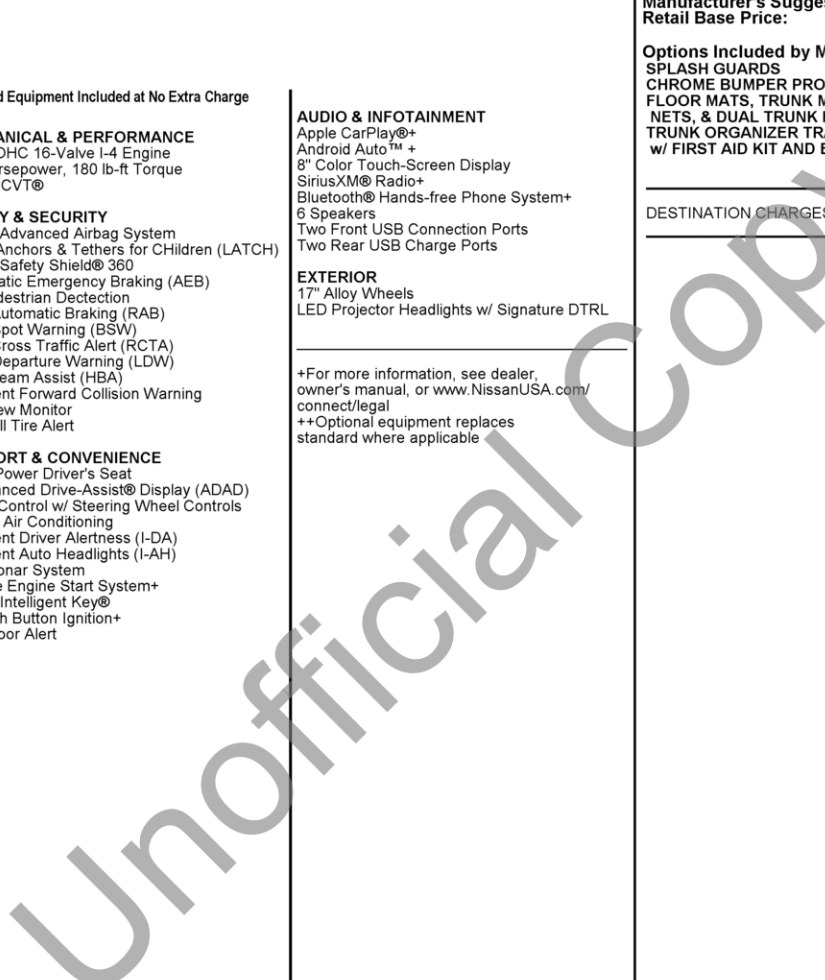 d Equipment Included at No Extra Charge
ANICAL & PERFORMANCE
OHC 16-Valve I-4 Engine
rsepower, 180 lb-ft Torque
CVT®
Y & SECURITY
Advanced Airbag System
Anchors & Tethers for CHildren (LATCH)
Safety Shield® 360
atic Emergency Braking (AEB)
destrian Dectection
utomatic Braking (RAB)
pot Warning (BSW)
ross Traffic Alert (RCTA)
Departure Warning (LDW)
eam Assist (HBA)
ent Forward Collision Warning
ew Monitor
ll Tire Alert
ORT & CONVENIENCE
Power Driver's Seat
nced Drive-Assist® Display (ADAD)
Control w/ Steering Wheel Controls
Air Conditioning
ent Driver Alertness (I-DA)
ent Auto Headlights (I-AH)
onar System
e Engine Start System+
Intelligent Key®
h Button Ignition+
oor Alert
AUDIO & INFOTAINMENT
Apple CarPlay®+
Android Auto™ +
8" Color Touch-Screen Display
SiriusXM® Radio+
Bluetooth® Hands-free Phone System+
6 Speakers
Two Front USB Connection Ports
Two Rear USB Charge Ports
EXTERIOR
17" Alloy Wheels
LED Projector Headlights w/ Signature DTRL
+For more information, see dealer,
owner's manual, or www.NissanUSA.com/
connect/legal
++Optional equipment replaces
standard where applicable
Manufacturer's Sugges
Retail Base Price:
Options Included by M
SPLASH GUARDS
CHROME BUMPER PRO
FLOOR MATS, TRUNK M
NETS, & DUAL TRUNK
TRUNK ORGANIZER TRA
w/ FIRST AID KIT AND E
DESTINATION CHARGES
Unofficial Copy